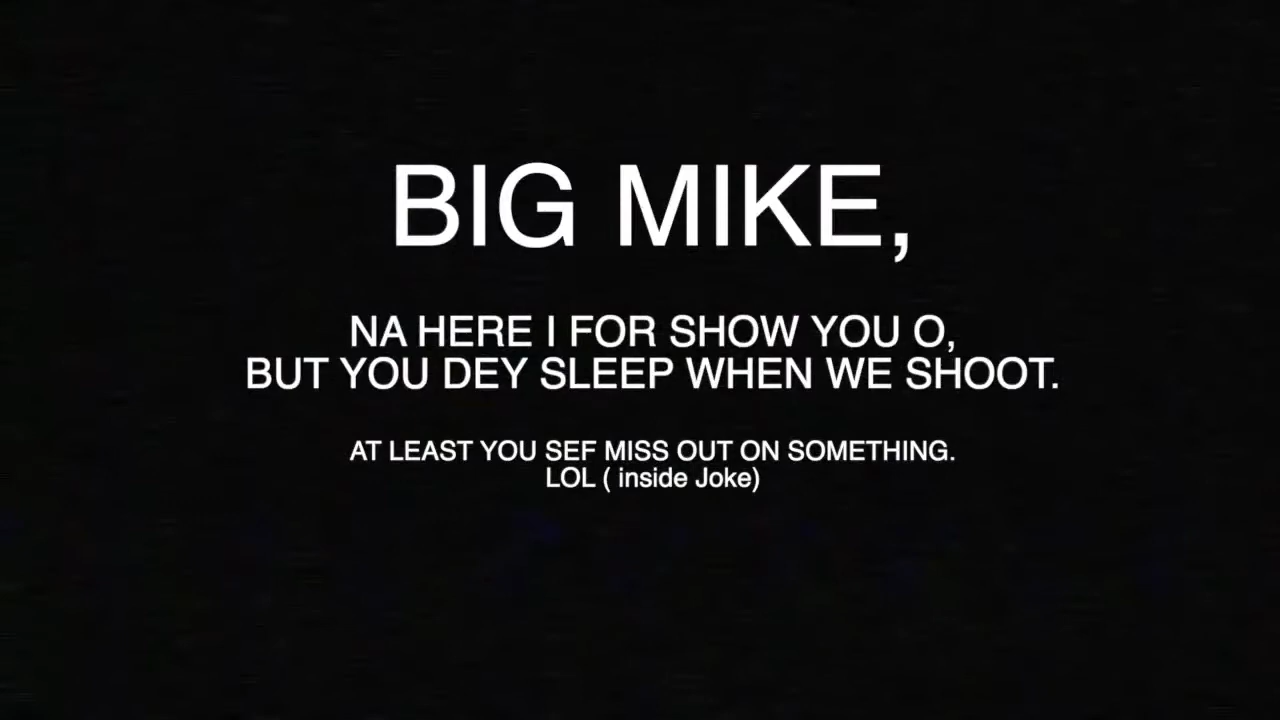 BIG MIKE,
NA HERE I FOR SHOW YOU O,
BUT YOU DEY SLEEP WHEN WE SHOOT.
AT LEAST YOU SEF MISS OUT ON SOMETHING.
LOL ( inside Joke)